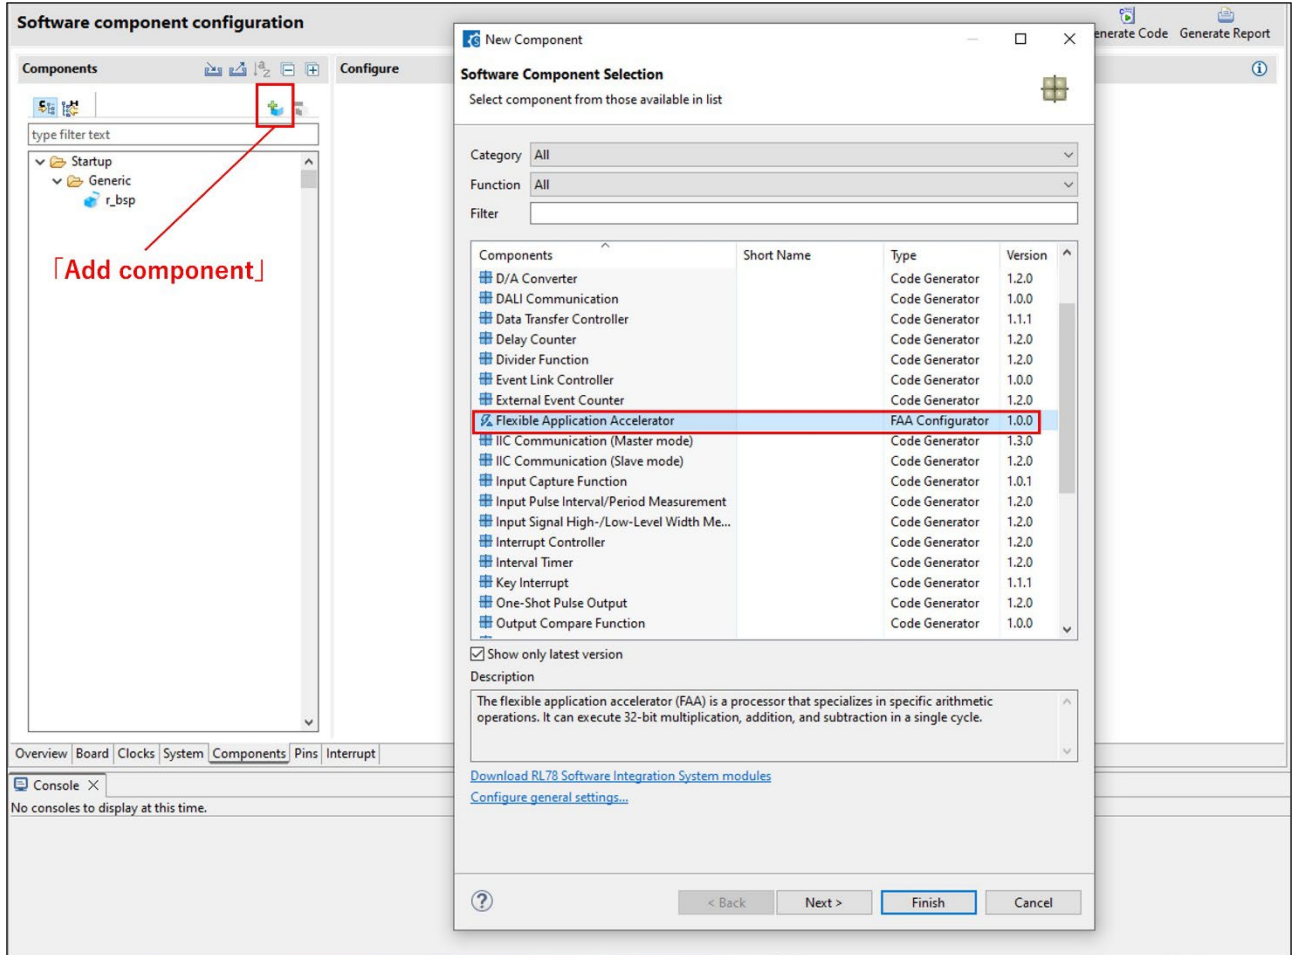 Software component configuration
enerate Code Generate Report
Components
Configure
type filter text
Startup
Generic
r_bsp
「Add component」
Overview Board Clocks System Components Pins Interrupt
Console
No consoles to display at this time.
New Component
Software Component Selection
Select component from those available in list
Category All
Function All
Filter
Components Short Name Type Version
D/A Converter Code Generator 1.2.0
DALI Communication Code Generator 1.0.0
Data Transfer Controller Code Generator 1.1.1
Delay Counter Code Generator 1.2.0
Divider Function Code Generator 1.2.0
Event Link Controller Code Generator 1.0.0
External Event Counter Code Generator 1.2.0
Flexible Application Accelerator FAA Configurator 1.0.0
IIC Communication (Master mode) Code Generator 1.3.0
IIC Communication (Slave mode) Code Generator 1.2.0
Input Capture Function Code Generator 1.0.1
Input Pulse Interval/Period Measurement Code Generator 1.2.0
Input Signal High-/Low-Level Width Me... Code Generator 1.2.0
Interrupt Controller Code Generator 1.2.0
Interval Timer Code Generator 1.2.0
Key Interrupt Code Generator 1.1.1
One-Shot Pulse Output Code Generator 1.2.0
Output Compare Function Code Generator 1.0.0
Show only latest version
Description
The flexible application accelerator (FAA) is a processor that specializes in specific arithmetic
operations. It can execute 32-bit multiplication, addition, and subtraction in a single cycle.
Download RL78 Software Integration System modules
Configure general settings...
< Back Next > Finish Cancel